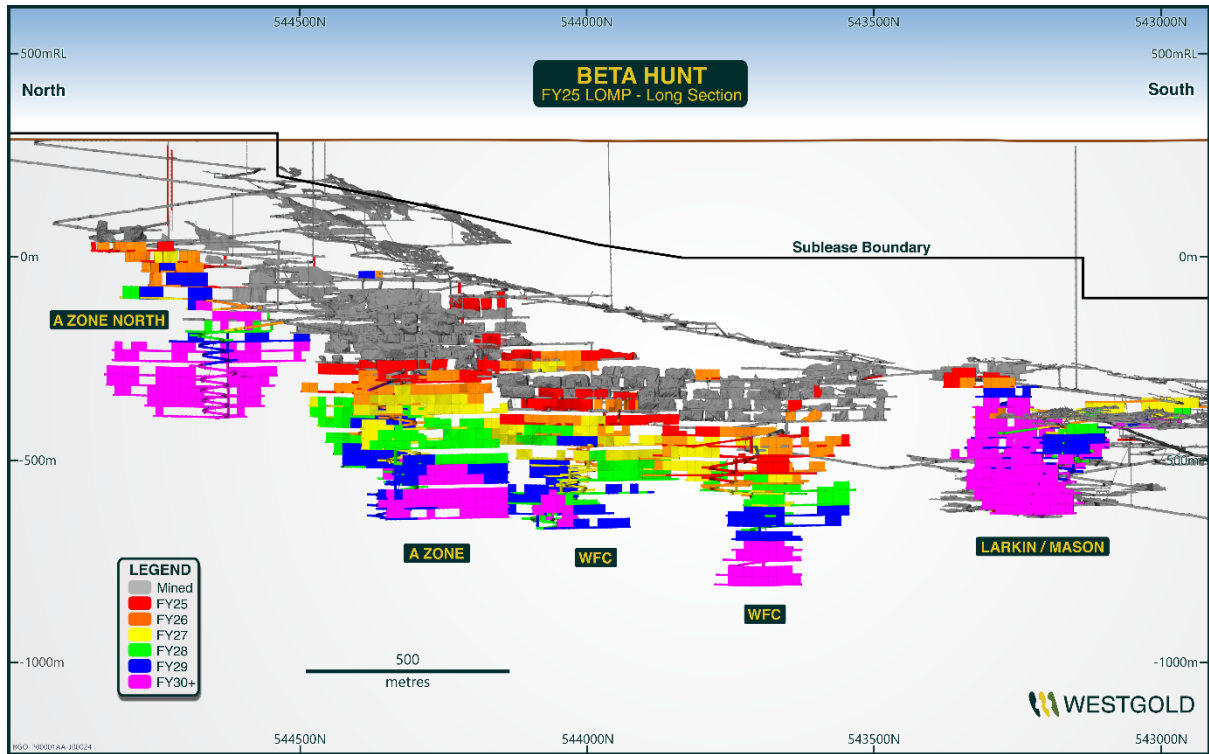 544500N
544000N
543500N
543000N
500mRL
500mRL
North
BETA HUNT
FY25 LOMP - Long Section
South
Sublease Boundary
0m
0m
A ZONE NORTH
-500m
-500m
A ZONE
WFC
LARKIN / MASON
WFC
LEGEND
Mined
FY25
FY26
FY27
FY28
FY29
FY30+
500
metres
-1000m
-1000m
WESTGOLD
544500N
544000N
543500N
543000N